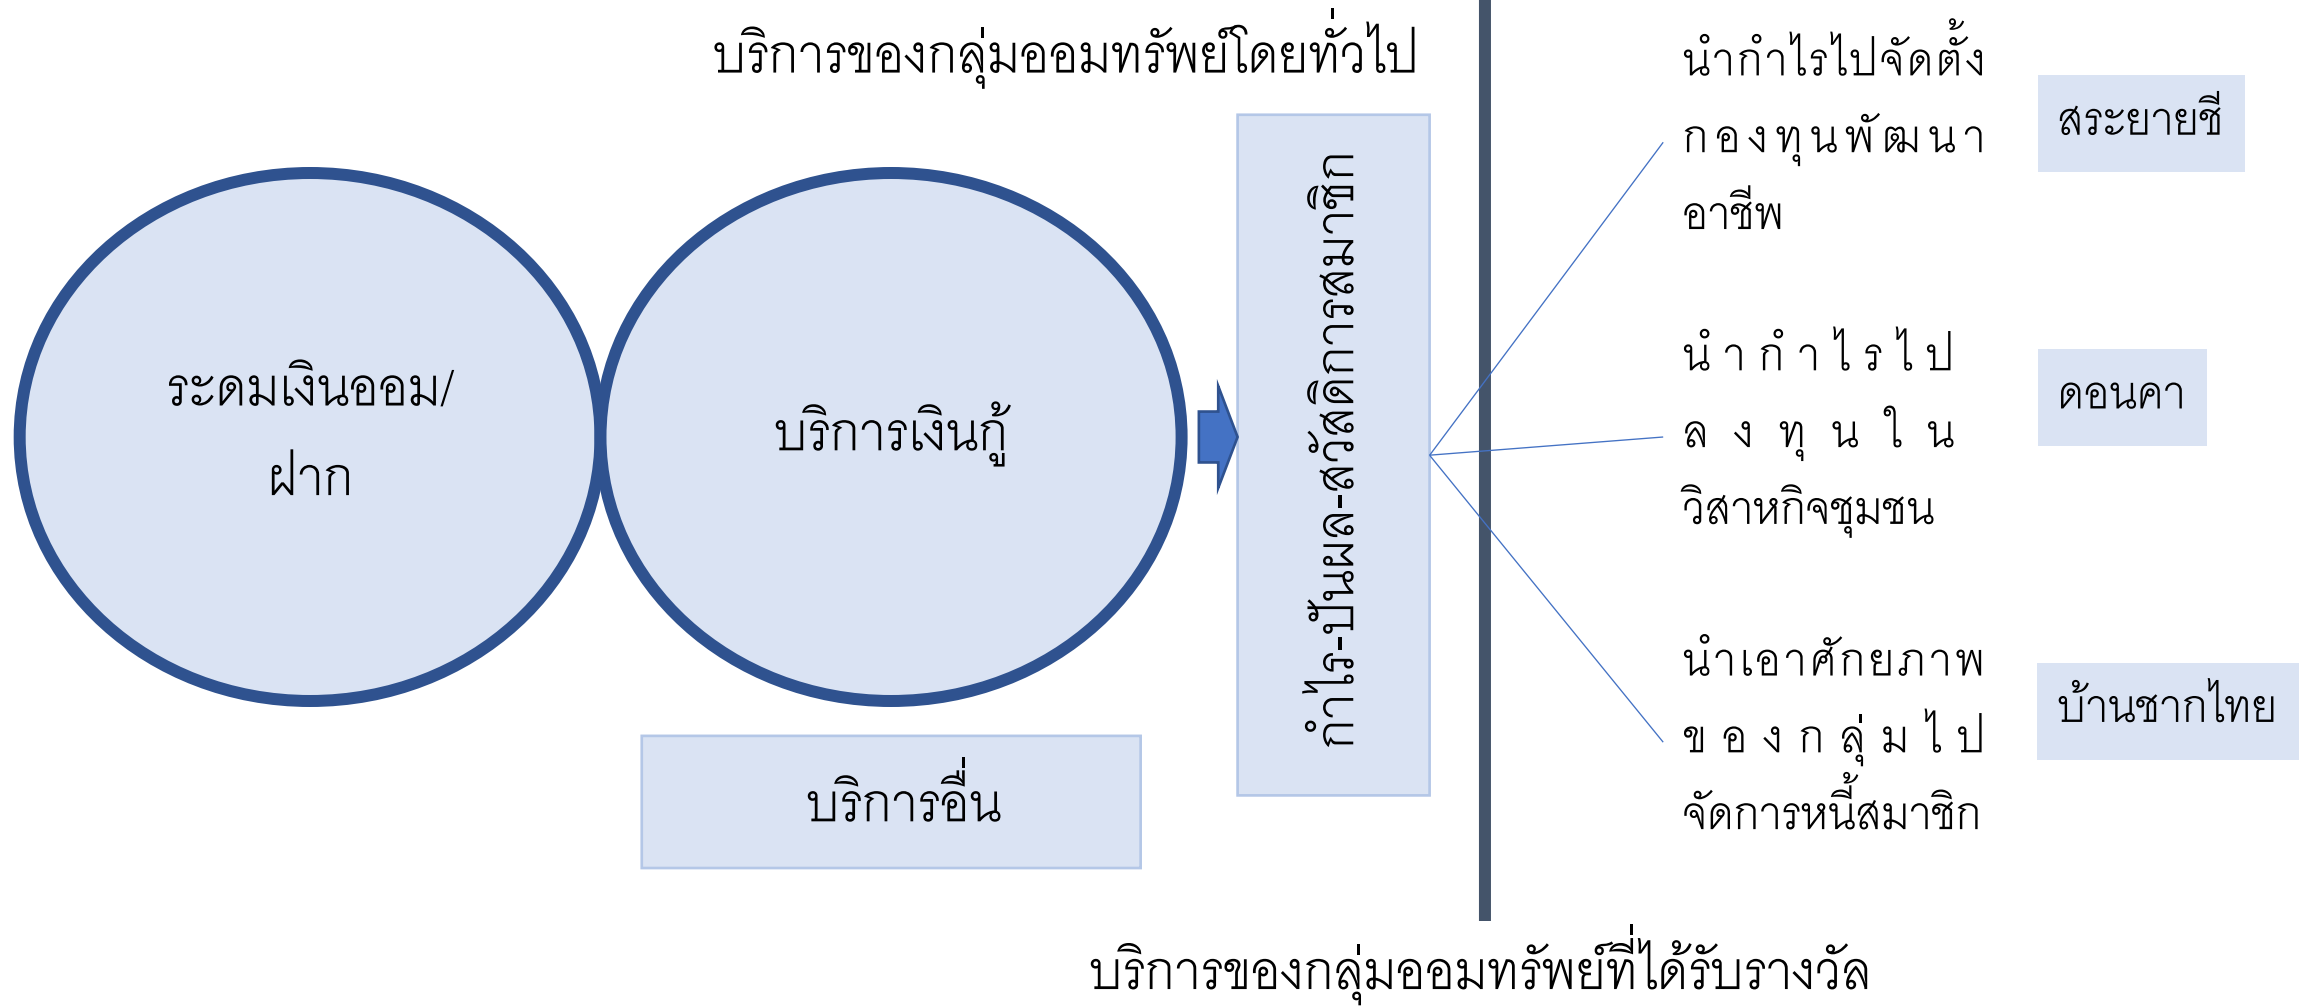 บริการของกลุ่มออมทรัพย์โดยทั่วไป
ระดมเงินออม/
ฝาก
บริการเงินกู้
บริการอื่น
กำไร-ปันผล-สวัสดิการสมาชิก
นำกำไรไปจัดตั้ง
กองทุนพัฒนา
อาชีพ
สระยายชี
นำกำไรไป
ลงทุนใน
วิสาหกิจชุมชน
ดอนคา
นำเอาศักยภาพ
ของกลุ่มไป
จัดการหนี้สมาชิก
บ้านชากไทย
บริการของกลุ่มออมทรัพย์ที่ได้รับรางวัล